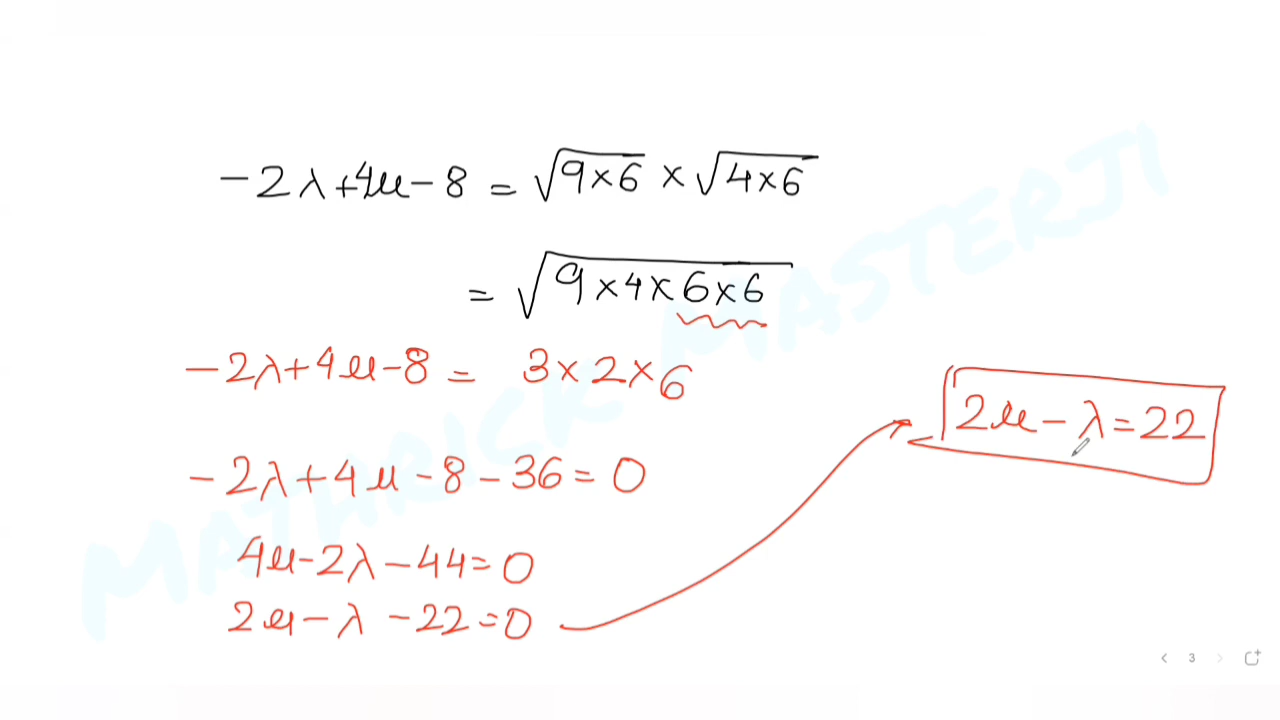 -2λ+4μ-8 = √9×6 × √4×6
= √9×4×6×6
-2λ+4μ-8 = 3×2×6
2μ-λ=22
-2λ+4μ-8-36=0
4μ-2λ-44=0
2μ-λ-22=0
MATHRICK MASTERJI
< 3 >